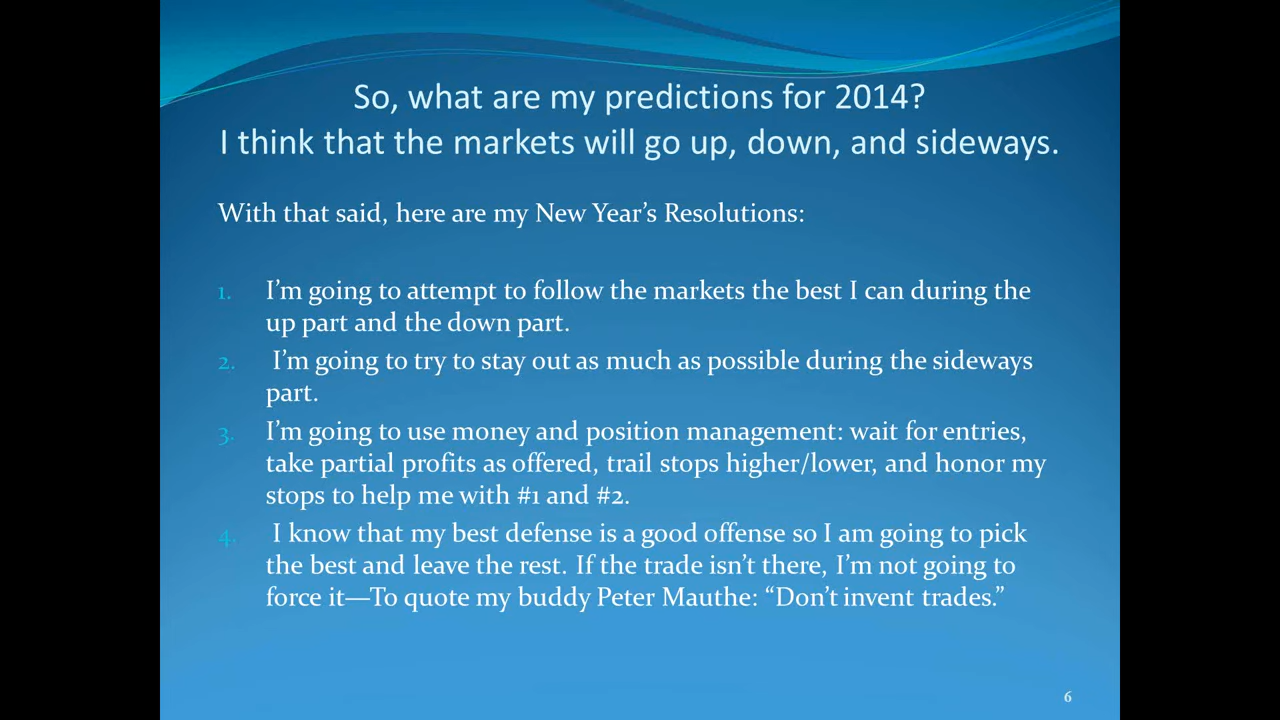 So, what are my predictions for 2014?
I think that the markets will go up, down, and sideways.
With that said, here are my New Year’s Resolutions:
1. I’m going to attempt to follow the markets the best I can during the
up part and the down part.
2. I’m going to try to stay out as much as possible during the sideways
part.
3. I’m going to use money and position management: wait for entries,
take partial profits as offered, trail stops higher/lower, and honor my
stops to help me with #1 and #2.
4. I know that my best defense is a good offense so I am going to pick
the best and leave the rest. If the trade isn’t there, I’m not going to
force it—To quote my buddy Peter Mauthe: “Don’t invent trades.”
6